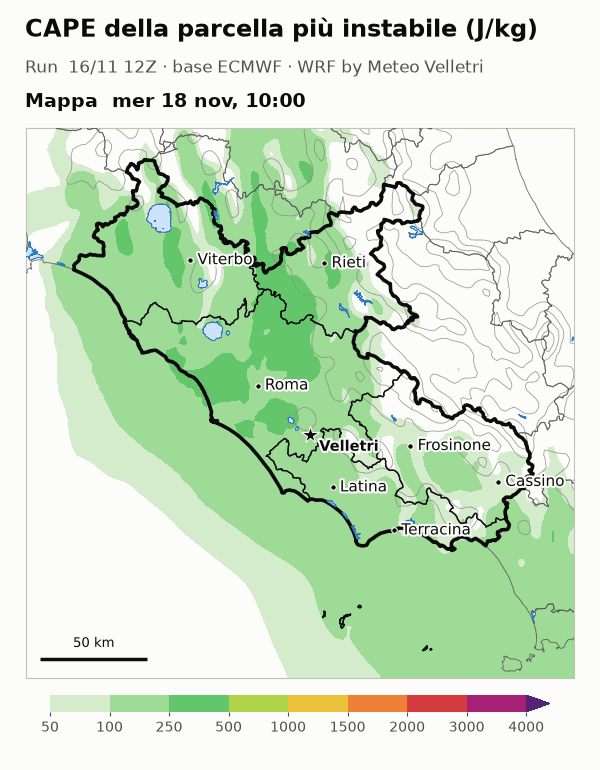 CAPE della parcella più instabile (J/kg)
Run  16/11 12Z · base ECMWF · WRF by Meteo Velletri
Mappa  mer 18 nov, 10:00
Viterbo
Rieti
Roma
Velletri
Frosinone
Latina
Cassino
Terracina
50 km
50 100 250 500 1000 1500 2000 3000 4000